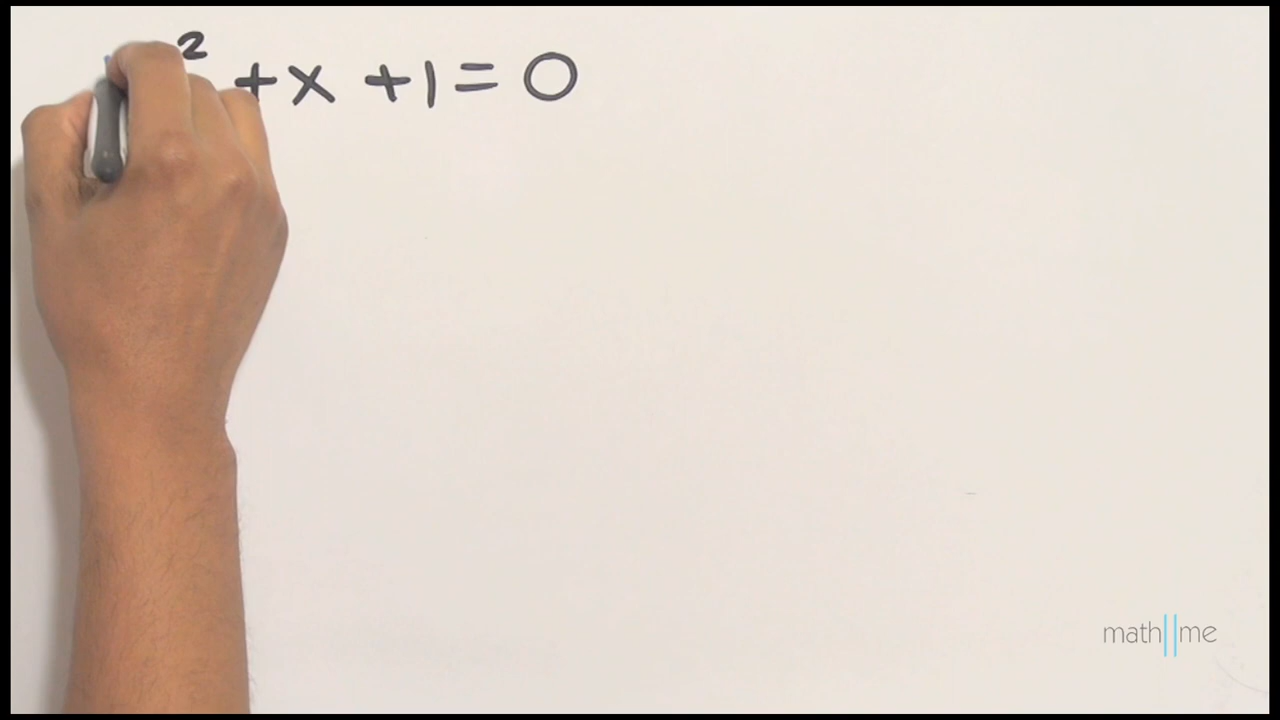 ² + x + 1 = 0
math||me